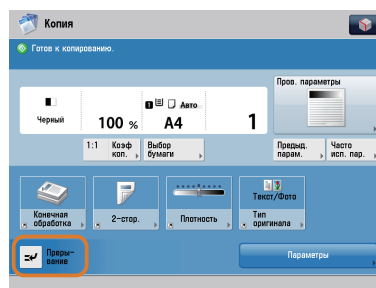 Копия
Готов к копированию.
Пров. параметры
1 Авто
Черный
100 % A4 1
1:1 Коэф коп.
Выбор бумаги
Предыд. парам.
Часто исп. пар.
Конечная обработка
2-стор.
Плотность
Текст/Фото
Тип оригинала
Преры-
вание
Параметры